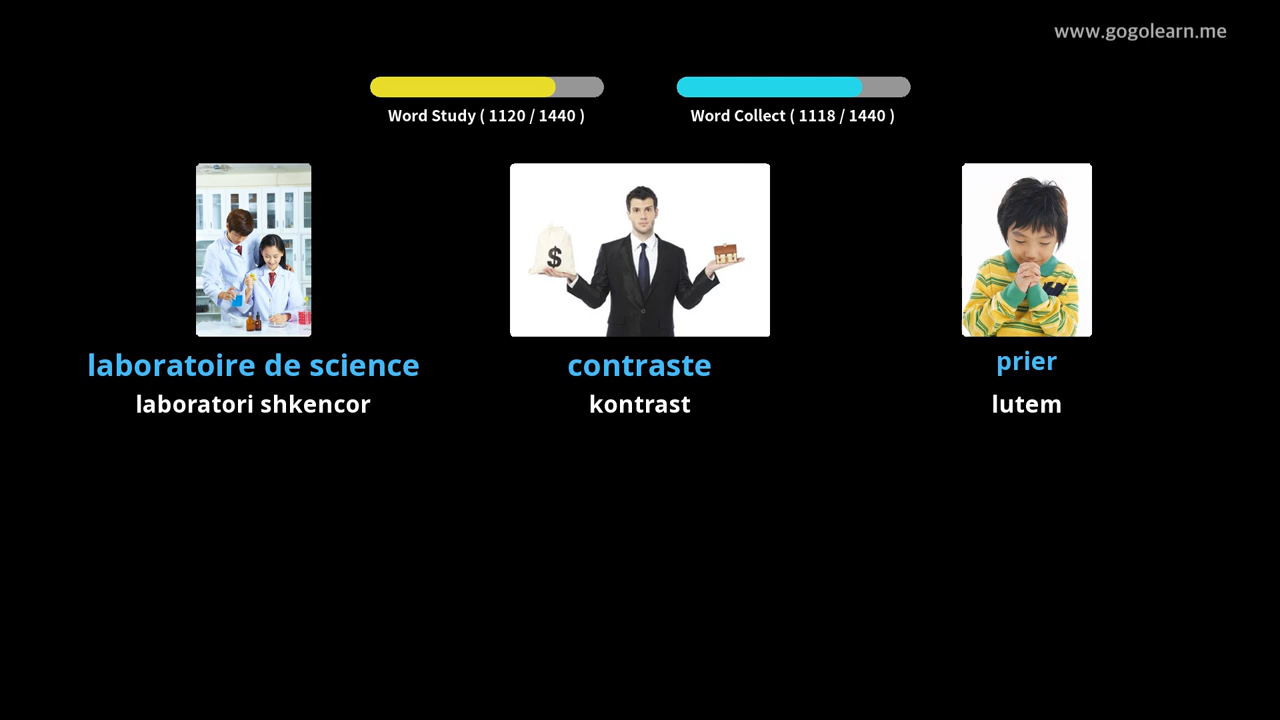 www.gogolearn.me
Word Study ( 1120 / 1440 )
Word Collect ( 1118 / 1440 )
$
laboratoire de science
contraste
prier
laboratori shkencor
kontrast
lutem